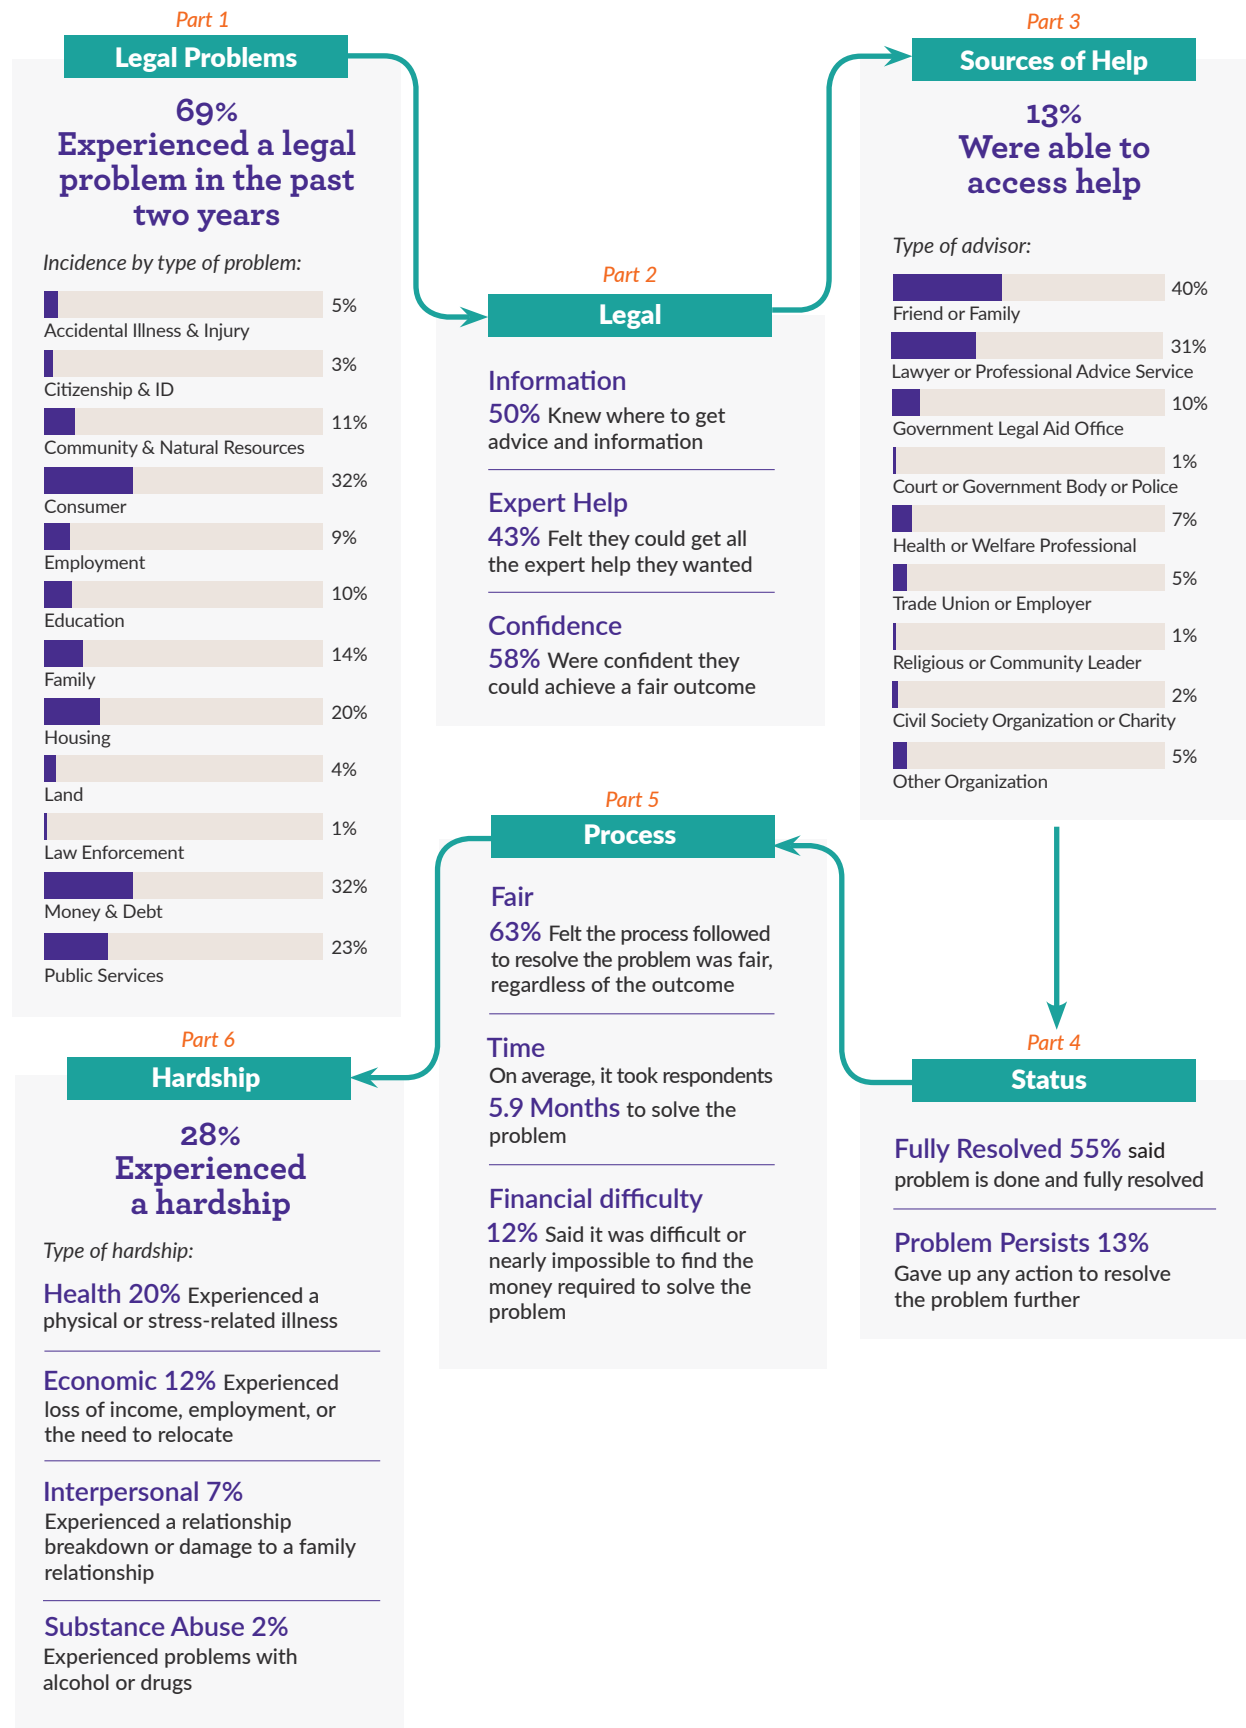 Part 1
Legal Problems
69%
Experienced a legal
problem in the past
two years
Incidence by type of problem:
5%
Accidental Illness & Injury
3%
Citizenship & ID
11%
Community & Natural Resources
32%
Consumer
9%
Employment
10%
Education
14%
Family
20%
Housing
4%
Land
1%
Law Enforcement
32%
Money & Debt
23%
Public Services
Part 2
Legal
Information
50% Knew where to get
advice and information
Expert Help
43% Felt they could get all
the expert help they wanted
Confidence
58% Were confident they
could achieve a fair outcome
Part 3
Sources of Help
13%
Were able to
access help
Type of advisor:
40%
Friend or Family
31%
Lawyer or Professional Advice Service
10%
Government Legal Aid Office
1%
Court or Government Body or Police
7%
Health or Welfare Professional
5%
Trade Union or Employer
1%
Religious or Community Leader
2%
Civil Society Organization or Charity
5%
Other Organization
Part 4
Status
Fully Resolved 55% said
problem is done and fully resolved
Problem Persists 13%
Gave up any action to resolve
the problem further
Part 5
Process
Fair
63% Felt the process followed
to resolve the problem was fair,
regardless of the outcome
Time
On average, it took respondents
5.9 Months to solve the
problem
Financial difficulty
12% Said it was difficult or
nearly impossible to find the
money required to solve the
problem
Part 6
Hardship
28%
Experienced
a hardship
Type of hardship:
Health 20% Experienced a
physical or stress-related illness
Economic 12% Experienced
loss of income, employment, or
the need to relocate
Interpersonal 7%
Experienced a relationship
breakdown or damage to a family
relationship
Substance Abuse 2%
Experienced problems with
alcohol or drugs